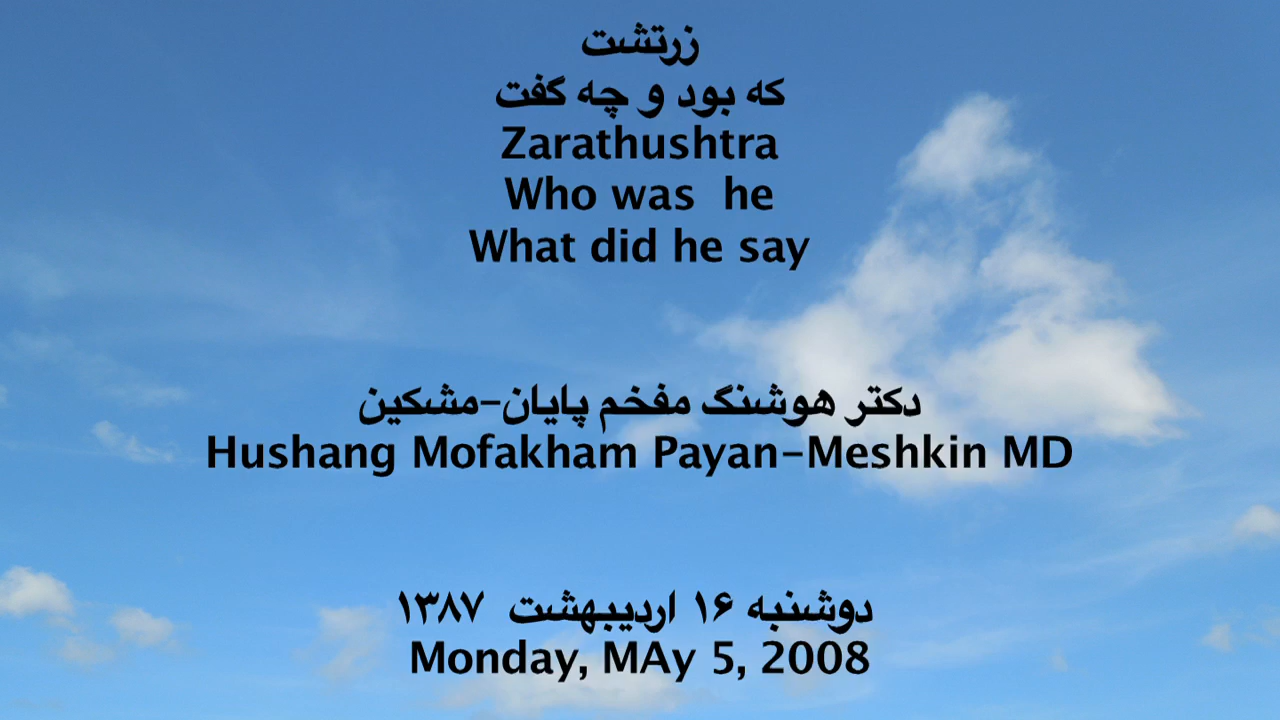 زرتشت
که بود و چه گفت
Zarathushtra
Who was  he
What did he say
دکتر هوشنگ مفخم پایان-مشکین
Hushang Mofakham Payan-Meshkin MD
دوشنبه ۱۶ اردیبهشت  ۱۳۸۷
Monday, MAy 5, 2008